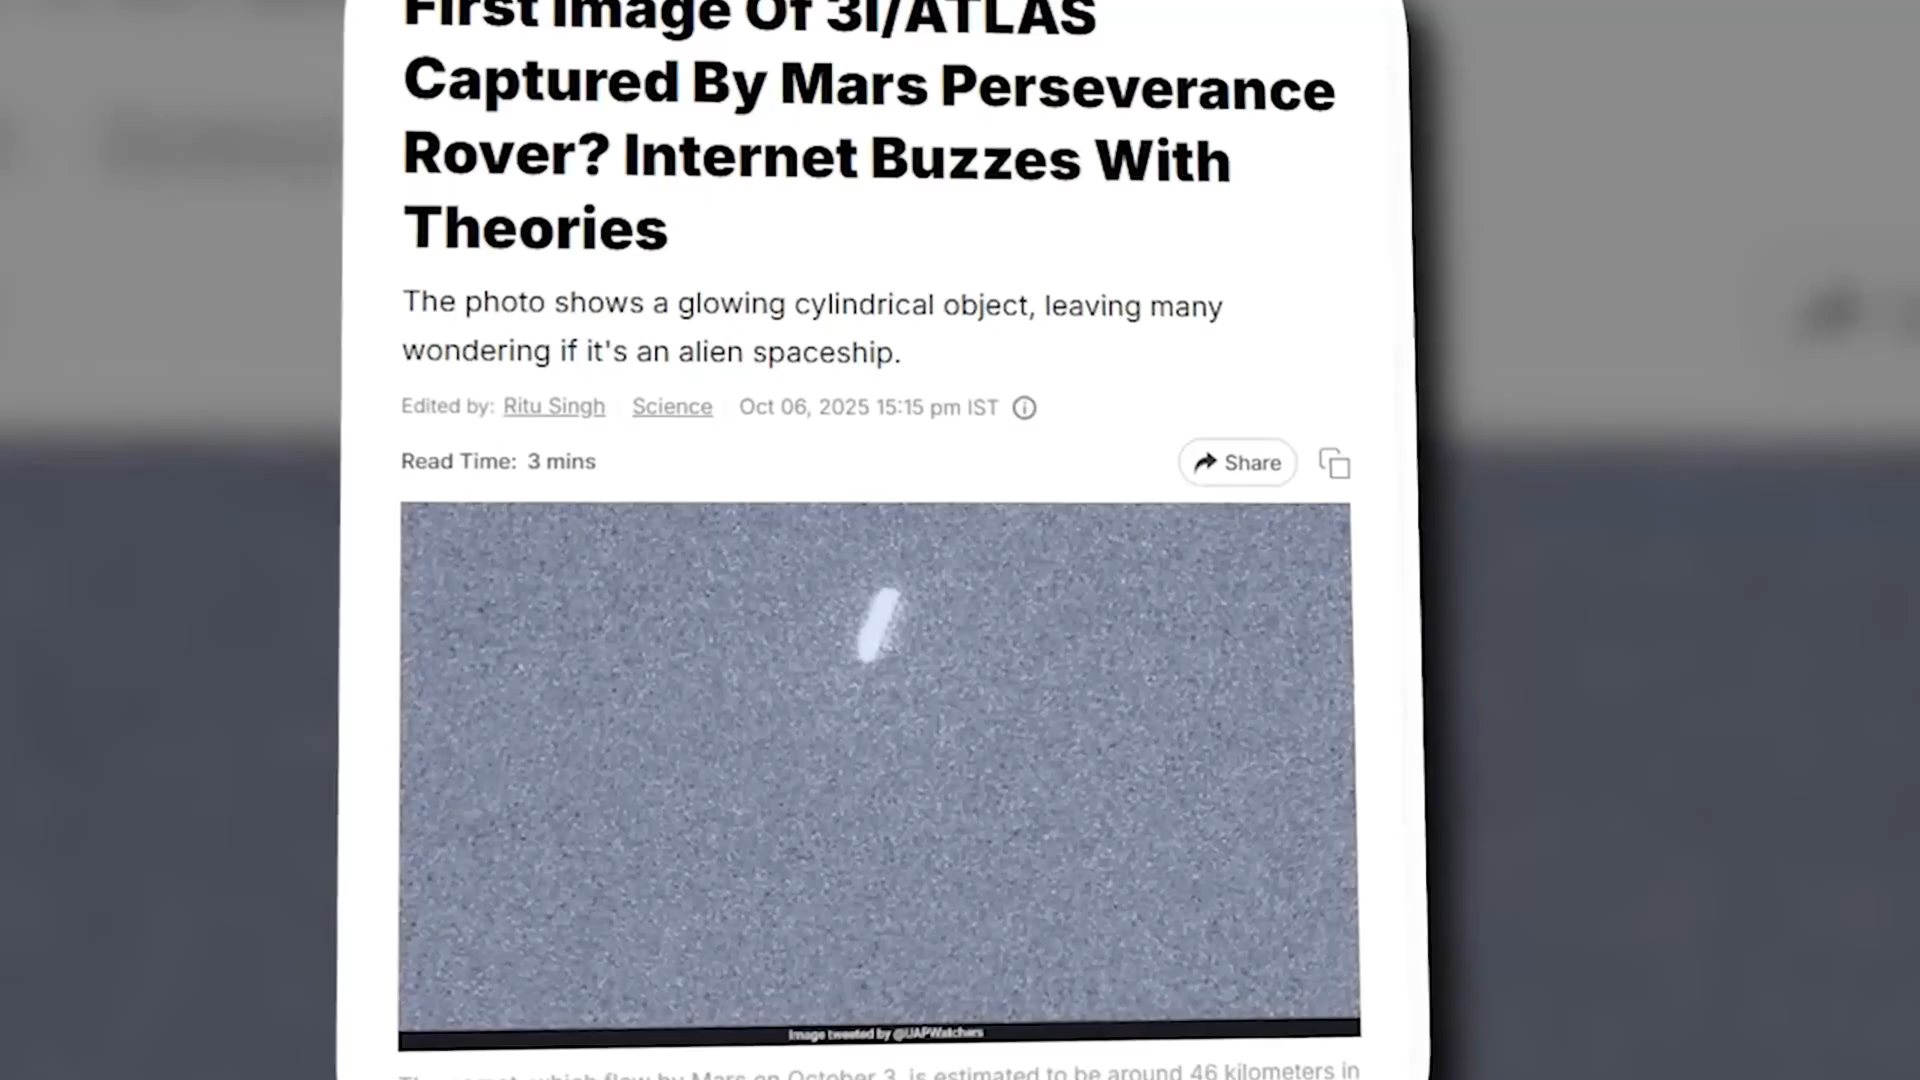 First Image Of 3I/ATLAS
Captured By Mars Perseverance
Rover? Internet Buzzes With
Theories
The photo shows a glowing cylindrical object, leaving many
wondering if it's an alien spaceship.
Edited by: Ritu Singh Science Oct 06, 2025 15:15 pm IST
Read Time: 3 mins
Share
Image tweeted by @UAPWatchers
The comet, which flew by Mars on October 3, is estimated to be around 46 kilometers in